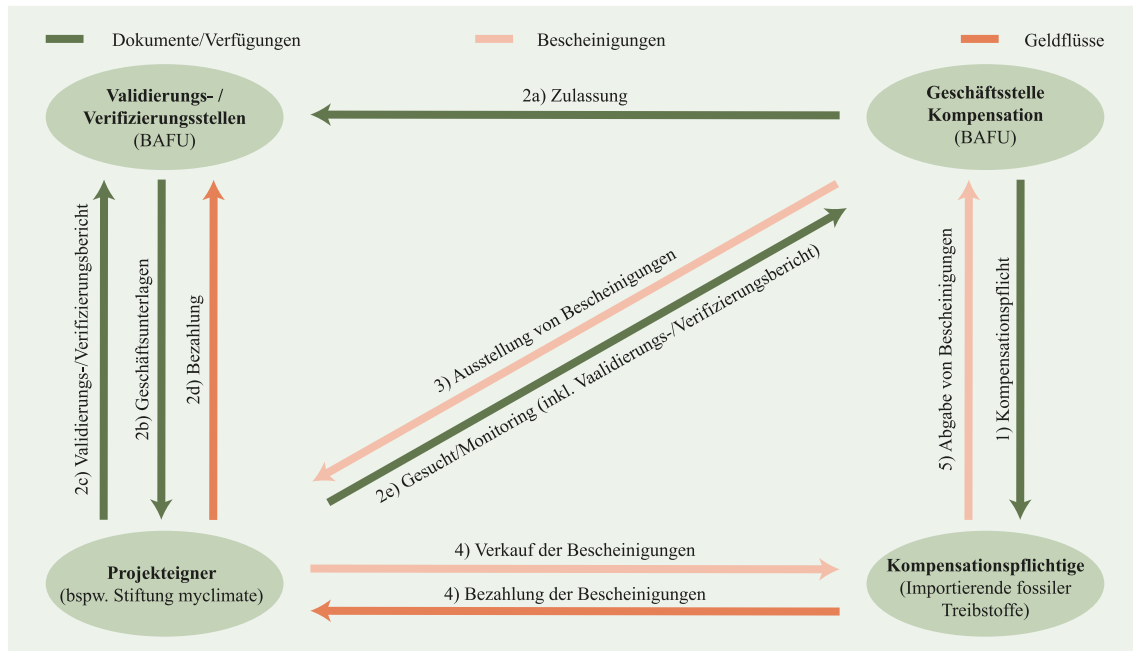 Dokumente/Verfügungen
Bescheinigungen
Geldflüsse
Validierungs- /
Verifizierungsstellen
(BAFU)
2a) Zulassung
Geschäftsstelle
Kompensation
(BAFU)
2c) Validierungs-/Verifizierungsbericht
2b) Geschäftsunterlagen
2d) Bezahlung
3) Ausstellung von Bescheinigungen
2e) Gesucht/Monitoring (inkl. Vaalidierungs-/Verifizierungsbericht)
5) Abgabe von Bescheinigungen
1) Kompensationspflicht
Projekteigner
(bspw. Stiftung myclimate)
4) Verkauf der Bescheinigungen
4) Bezahlung der Bescheinigungen
Kompensationspflichtige
(Importierende fossiler
Treibstoffe)